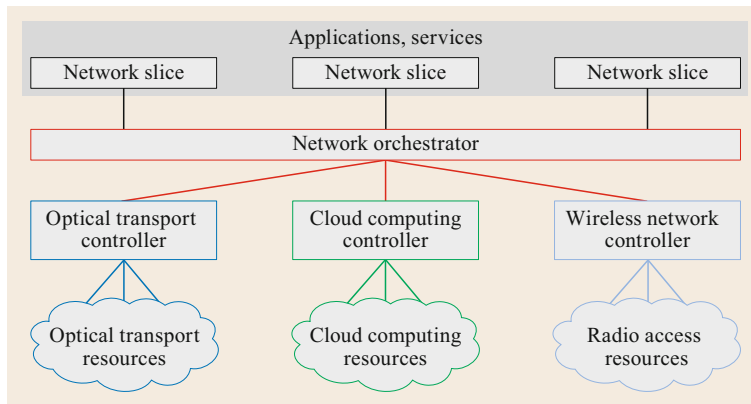 Applications, services
Network slice
Network slice
Network slice
Network orchestrator
Optical transport
controller
Cloud computing
controller
Wireless network
controller
Optical transport
resources
Cloud computing
resources
Radio access
resources